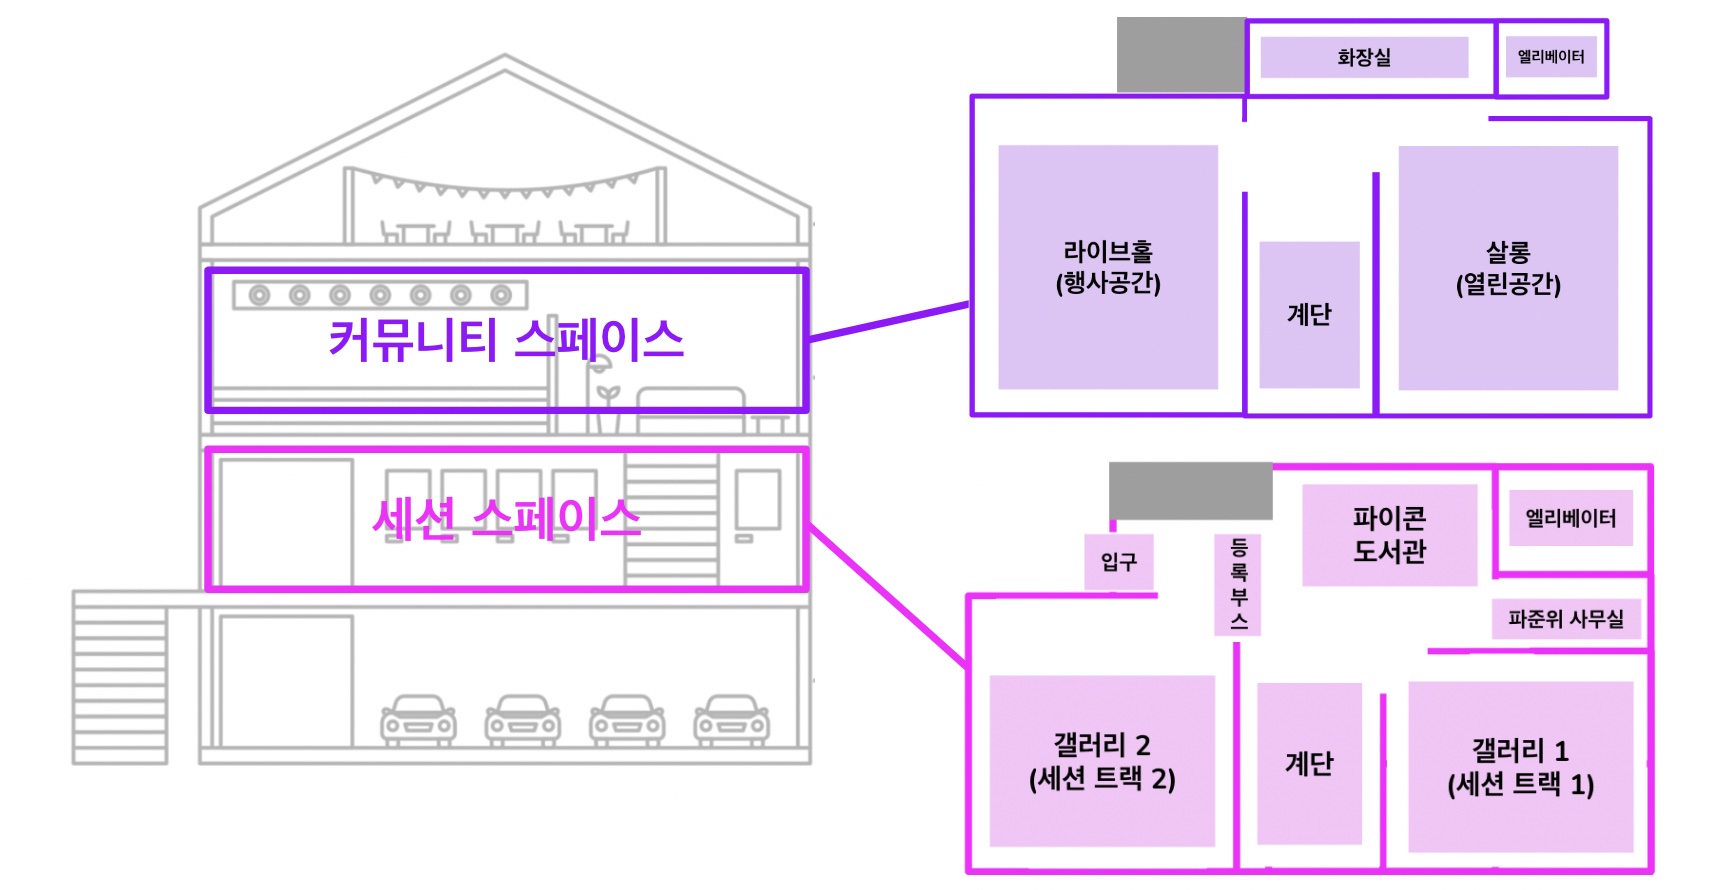 커뮤니티 스페이스
세션 스페이스
화장실
엘리베이터
라이브홀
(행사공간)
계단
살롱
(열린공간)
입구
등
록
부
스
파이콘
도서관
엘리베이터
파준위 사무실
갤러리 2
(세션 트랙 2)
계단
갤러리 1
(세션 트랙 1)